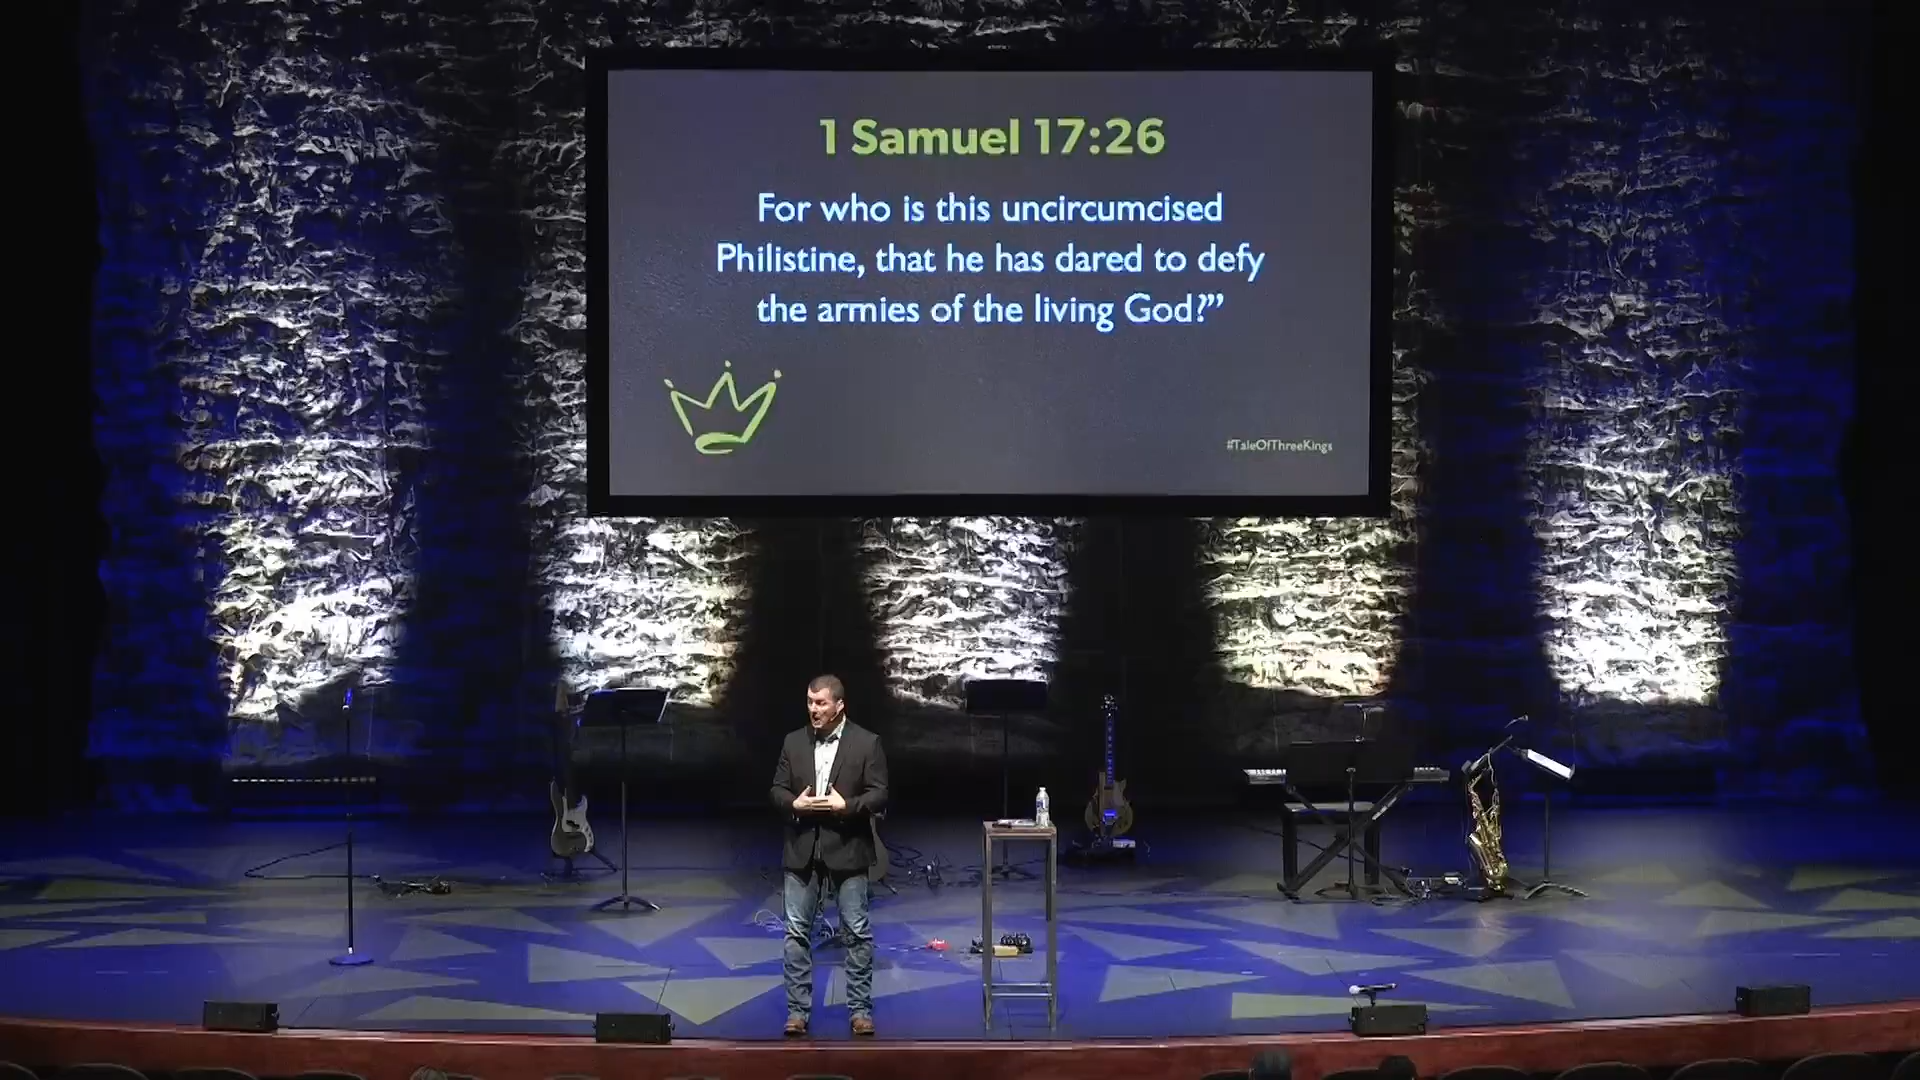 1 Samuel 17:26
For who is this uncircumcised
Philistine, that he has dared to defy
the armies of the living God?”
#TaleOfThreeKings